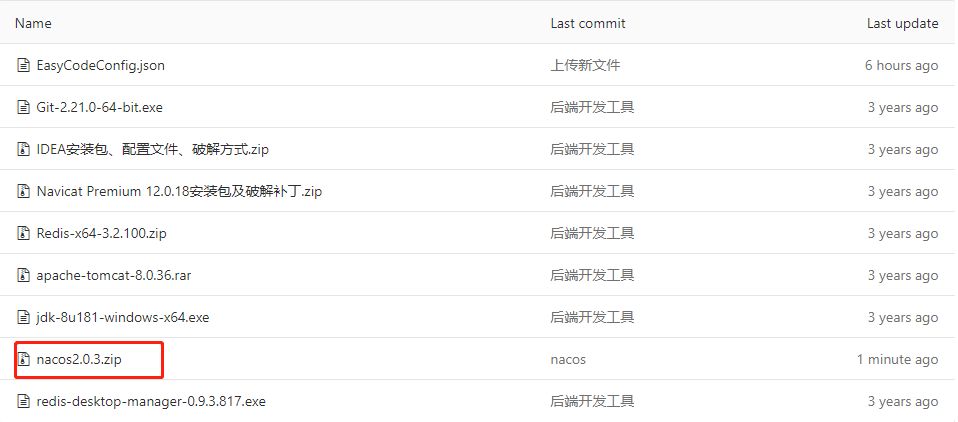 Name Last commit Last update
EasyCodeConfig.json 上传新文件 6 hours ago
Git-2.21.0-64-bit.exe 后端开发工具 3 years ago
IDEA安装包、配置文件、破解方式.zip 后端开发工具 3 years ago
Navicat Premium 12.0.18安装包及破解补丁.zip 后端开发工具 3 years ago
Redis-x64-3.2.100.zip 后端开发工具 3 years ago
apache-tomcat-8.0.36.rar 后端开发工具 3 years ago
jdk-8u181-windows-x64.exe 后端开发工具 3 years ago
nacos2.0.3.zip nacos 1 minute ago
redis-desktop-manager-0.9.3.817.exe 后端开发工具 3 years ago